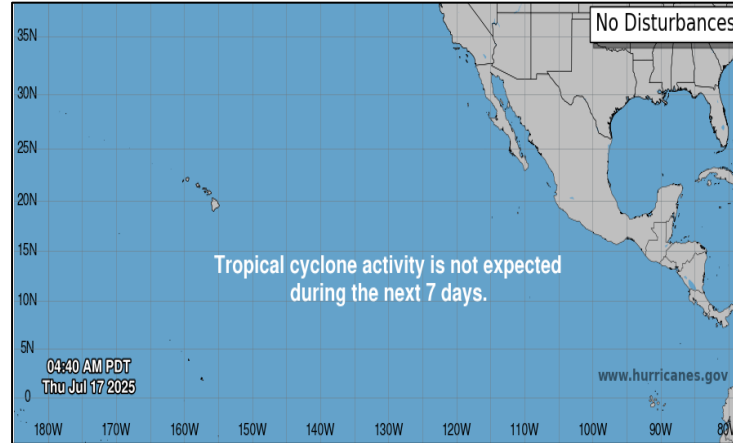 No Disturbances
35N
30N
25N
20N
15N
Tropical cyclone activity is not expected
during the next 7 days.
10N
5N
04:40 AM PDT
Thu Jul 17 2025
www.hurricanes.gov
0
180W 170W 160W 150W 140W 130W 120W 110W 100W 90W 80W